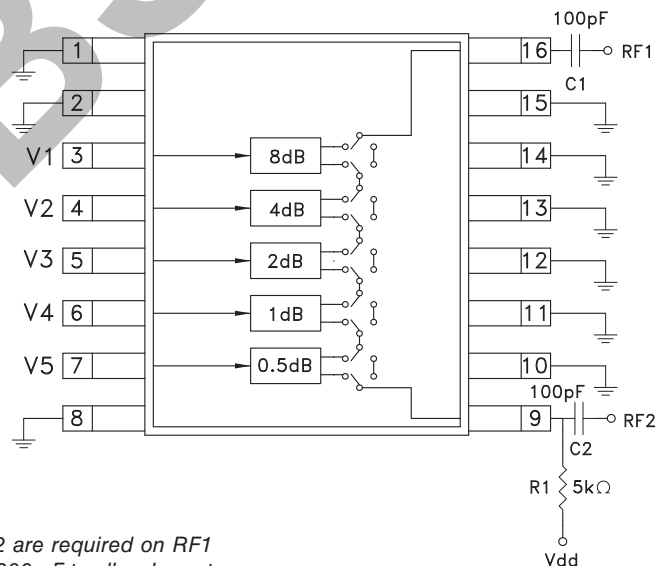 100pF
1
16
RF1
C1
2
15
V1 3
8dB
14
V2 4
4dB
13
V3 5
2dB
12
V4 6
1dB
11
V5 7
0.5dB
10
100pF
8
9
RF2
C2
R1 5kΩ
2 are required on RF1
Vdd